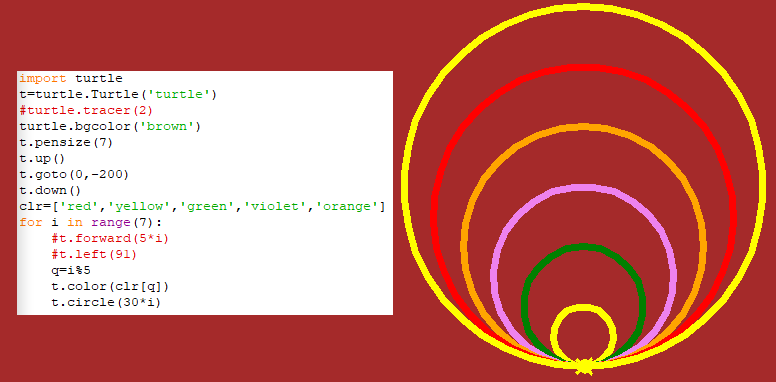 import turtle
t=turtle.Turtle('turtle')
#turtle.tracer(2)
turtle.bgcolor('brown')
t.pensize(7)
t.up()
t.goto(0,-200)
t.down()
clr=['red','yellow','green','violet','orange']
for i in range(7):
    #t.forward(5*i)
    #t.left(91)
    q=i%5
    t.color(clr[q])
    t.circle(30*i)